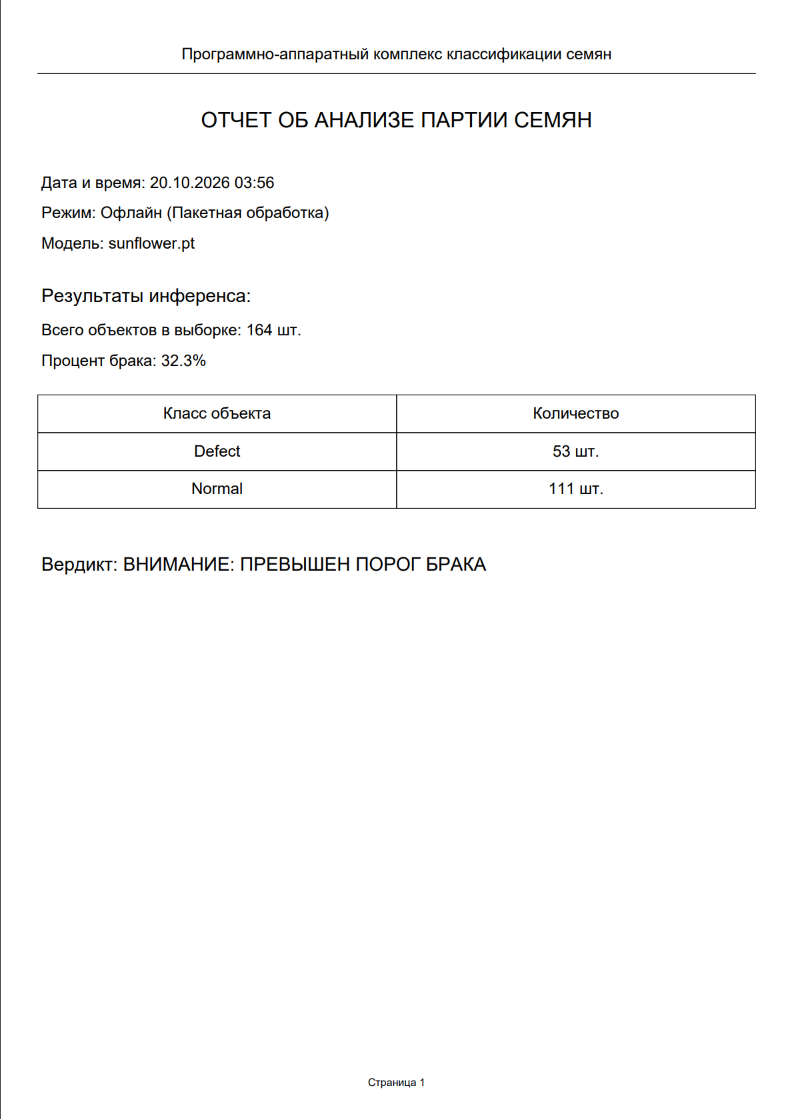 Программно-аппаратный комплекс классификации семян
ОТЧЕТ ОБ АНАЛИЗЕ ПАРТИИ СЕМЯН
Дата и время: 20.10.2026 03:56
Режим: Офлайн (Пакетная обработка)
Модель: sunflower.pt
Результаты инференса:
Всего объектов в выборке: 164 шт.
Процент брака: 32.3%
Класс объекта Количество
Defect 53 шт.
Normal 111 шт.
Вердикт: ВНИМАНИЕ: ПРЕВЫШЕН ПОРОГ БРАКА
Страница 1